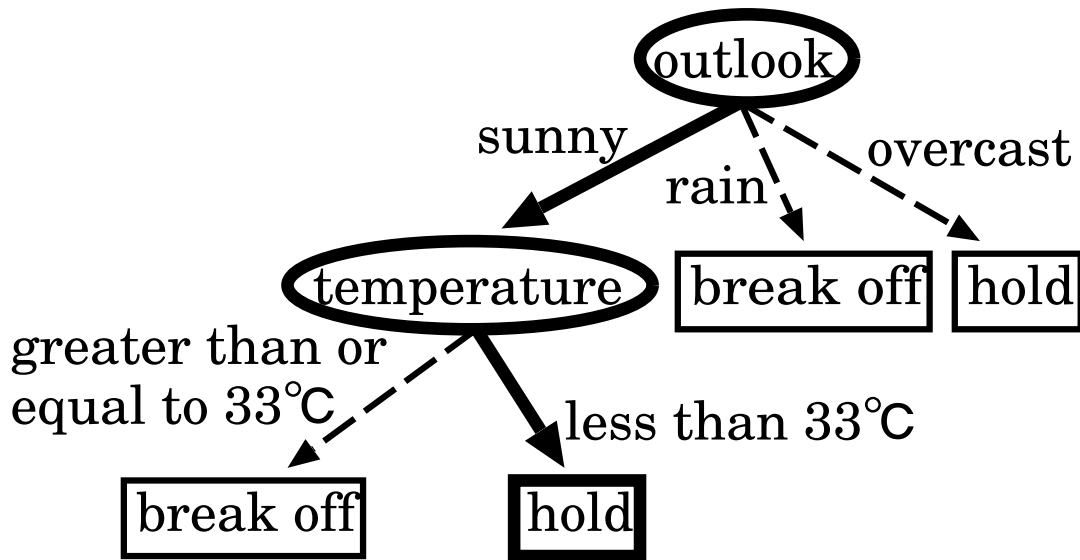 outlook
sunny
rain
overcast
temperature
break off
hold
greater than or
equal to 33℃
less than 33℃
break off
hold